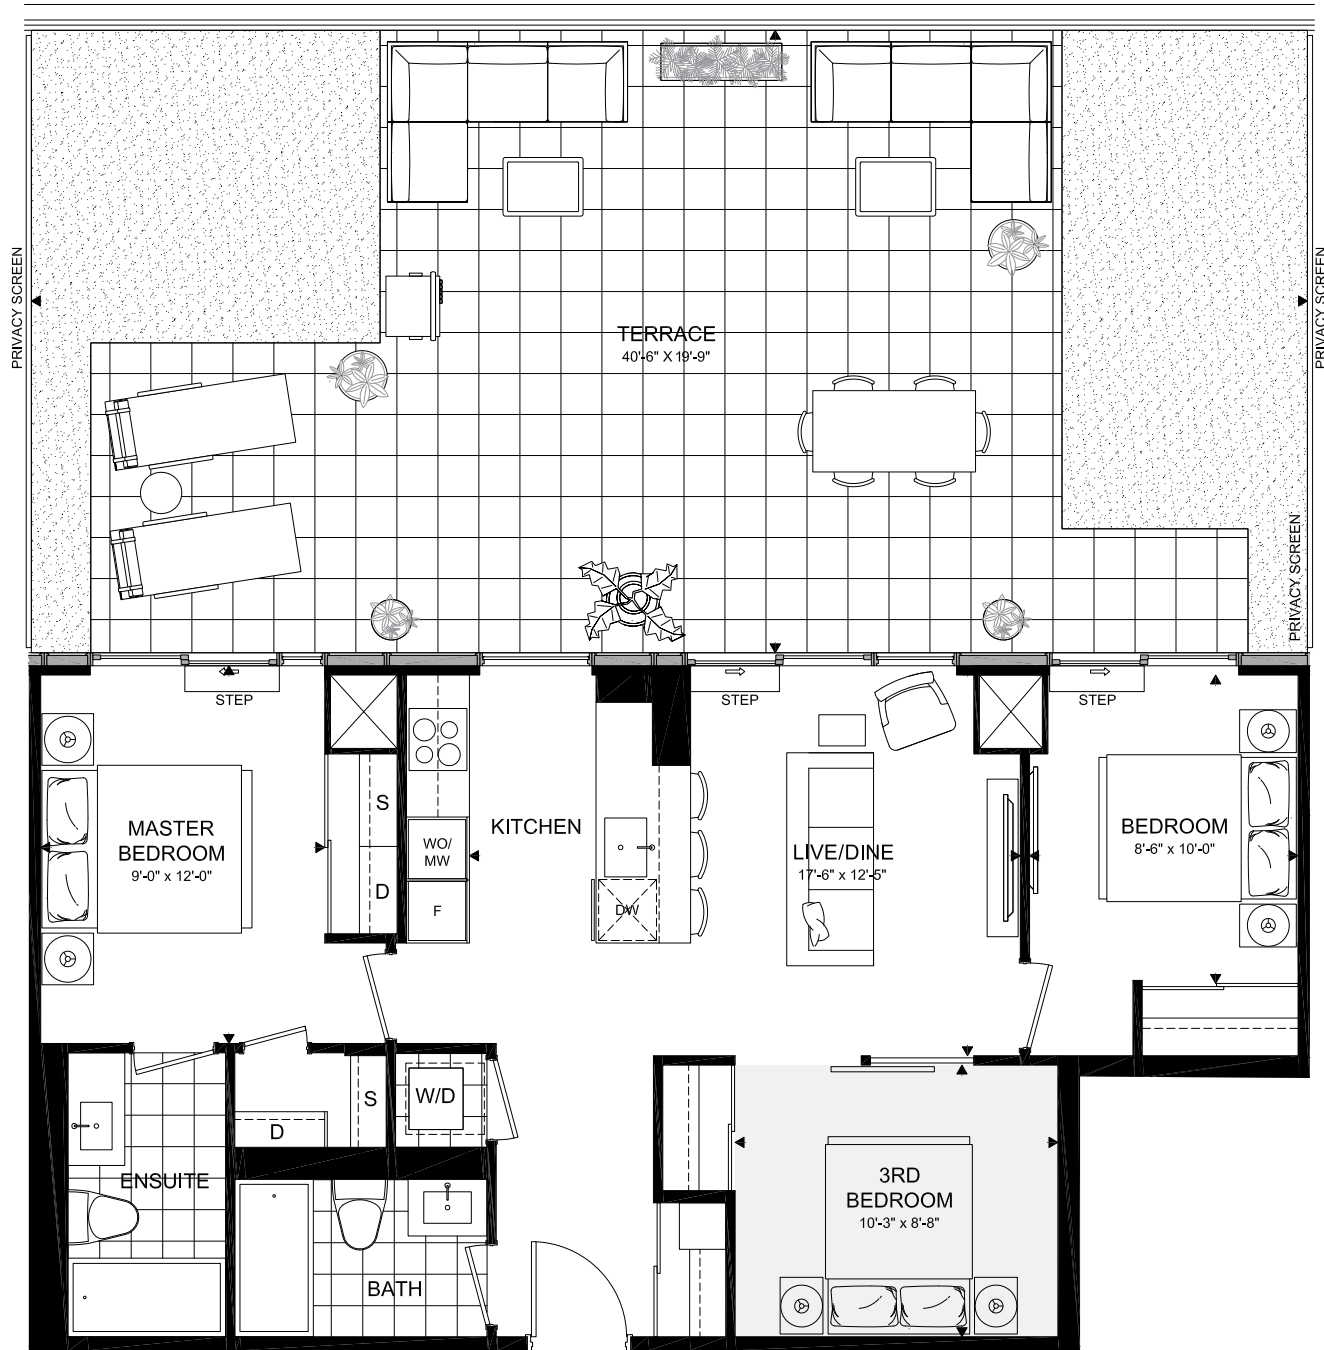 PRIVACY SCREEN
PRIVACY SCREEN
TERRACE
40'-6" X 19'-9"
PRIVACY SCREEN
STEP
STEP
STEP
MASTER
BEDROOM
9'-0" x 12'-0"
S
D
WO/
MW
F
KITCHEN
DW
LIVE/DINE
17'-6" x 12'-5"
BEDROOM
8'-6" x 10'-0"
S
D
W/D
ENSUITE
BATH
3RD
BEDROOM
10'-3" x 8'-8"